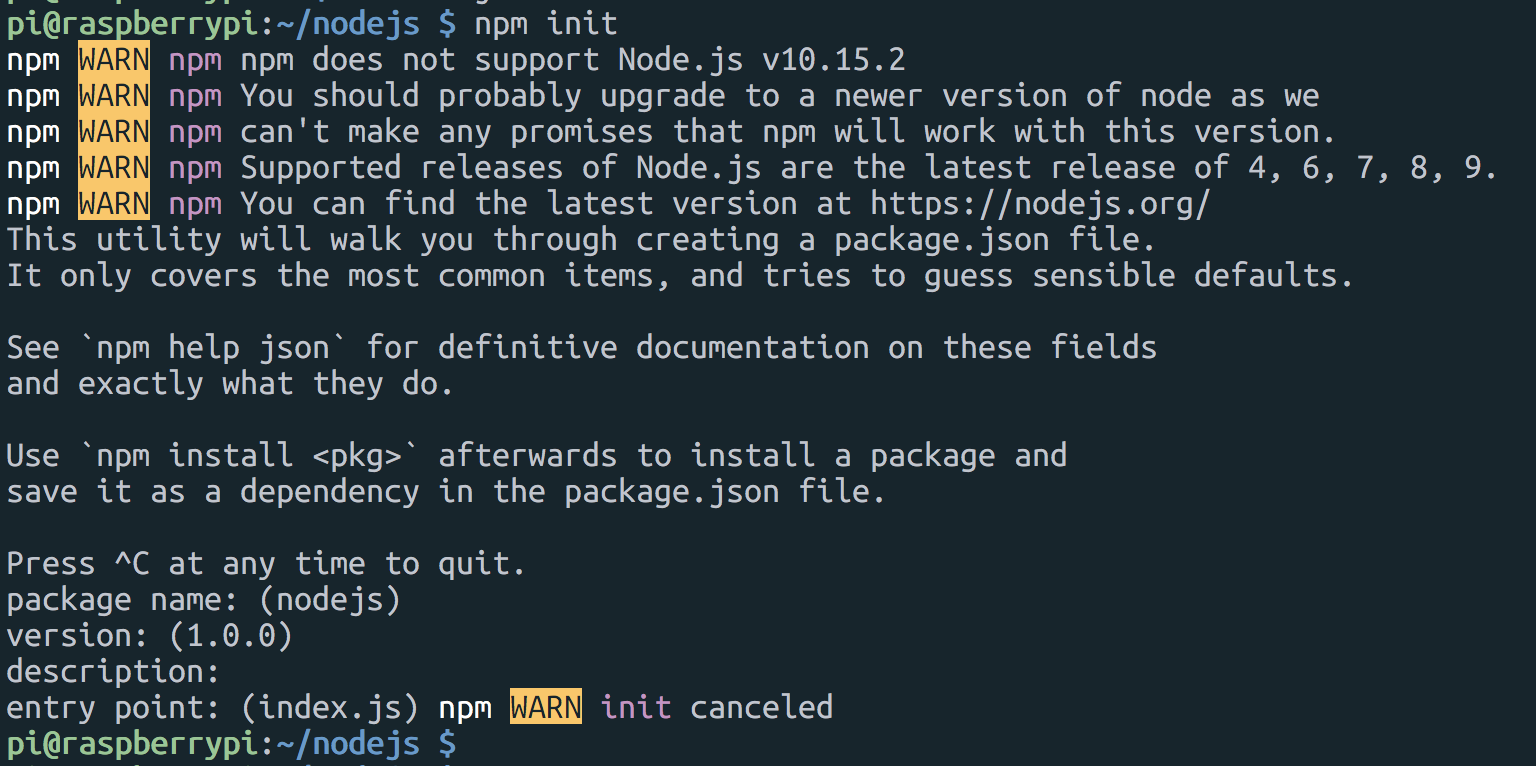 pi@raspberrypi:~/nodejs $ npm init
npm WARN npm npm does not support Node.js v10.15.2
npm WARN npm You should probably upgrade to a newer version of node as we
npm WARN npm can't make any promises that npm will work with this version.
npm WARN npm Supported releases of Node.js are the latest release of 4, 6, 7, 8, 9.
npm WARN npm You can find the latest version at https://nodejs.org/
This utility will walk you through creating a package.json file.
It only covers the most common items, and tries to guess sensible defaults.
See `npm help json` for definitive documentation on these fields
and exactly what they do.
Use `npm install <pkg>` afterwards to install a package and
save it as a dependency in the package.json file.
Press ^C at any time to quit.
package name: (nodejs)
version: (1.0.0)
description:
entry point: (index.js) npm WARN init canceled
pi@raspberrypi:~/nodejs $